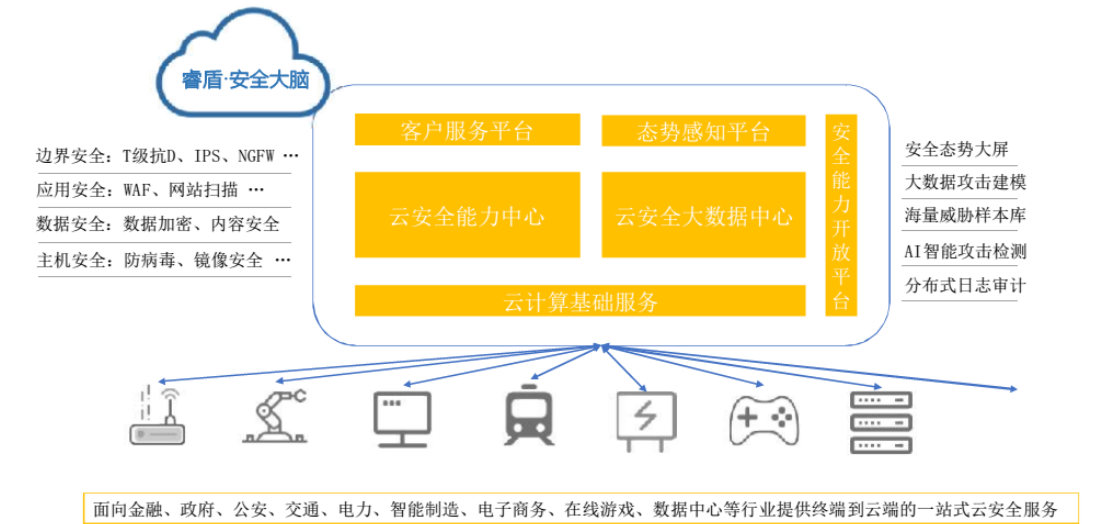 睿盾·安全大脑
客户服务平台
态势感知平台
安全能力开放平台
边界安全：T级抗D、IPS、NGFW …
应用安全：WAF、网站扫描 …
数据安全：数据加密、内容安全
主机安全：防病毒、镜像安全 …
云安全能力中心
云安全大数据中心
云计算基础服务
安全态势大屏
大数据攻击建模
海量威胁样本库
AI智能攻击检测
分布式日志审计
面向金融、政府、公安、交通、电力、智能制造、电子商务、在线游戏、数据中心等行业提供终端到云端的一站式云安全服务